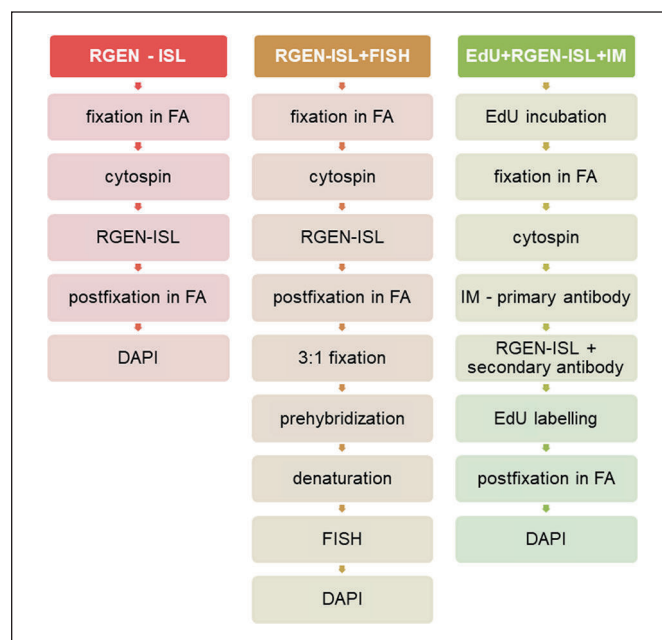 RGEN - ISL
fixation in FA
cytospin
RGEN-ISL
postfixation in FA
DAPI
RGEN-ISL+FISH
fixation in FA
cytospin
RGEN-ISL
postfixation in FA
3:1 fixation
prehybridization
denaturation
FISH
DAPI
EdU+RGEN-ISL+IM
EdU incubation
fixation in FA
cytospin
IM - primary antibody
RGEN-ISL +
secondary antibody
EdU labelling
postfixation in FA
DAPI